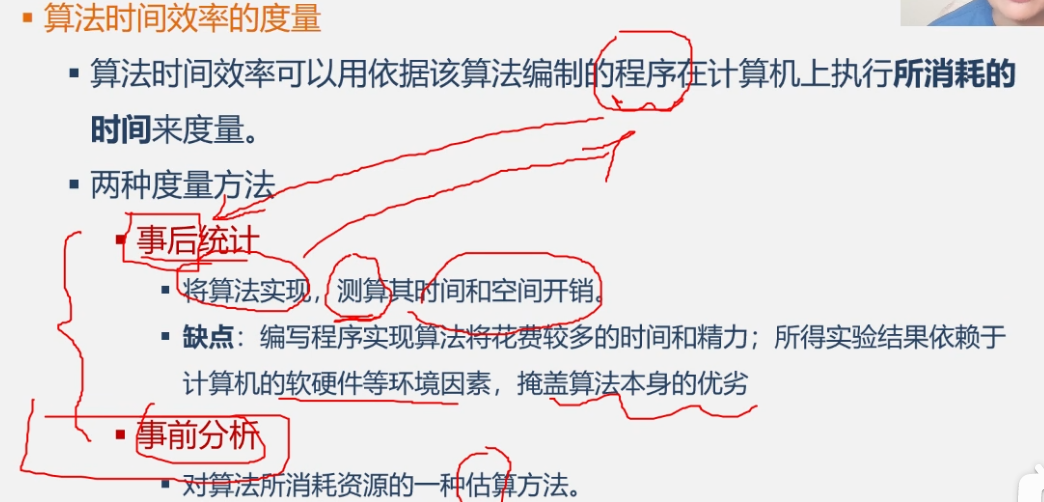 ▪ 算法时间效率的度量
▪ 算法时间效率可以用依据该算法编制的程序在计算机上执行所消耗的
时间来度量。
▪ 两种度量方法
▪ 事后统计
▪ 将算法实现，测算其时间和空间开销。
▪ 缺点：编写程序实现算法将花费较多的时间和精力；所得实验结果依赖于
计算机的软硬件等环境因素，掩盖算法本身的优劣
▪ 事前分析
▪ 对算法所消耗资源的一种估算方法。